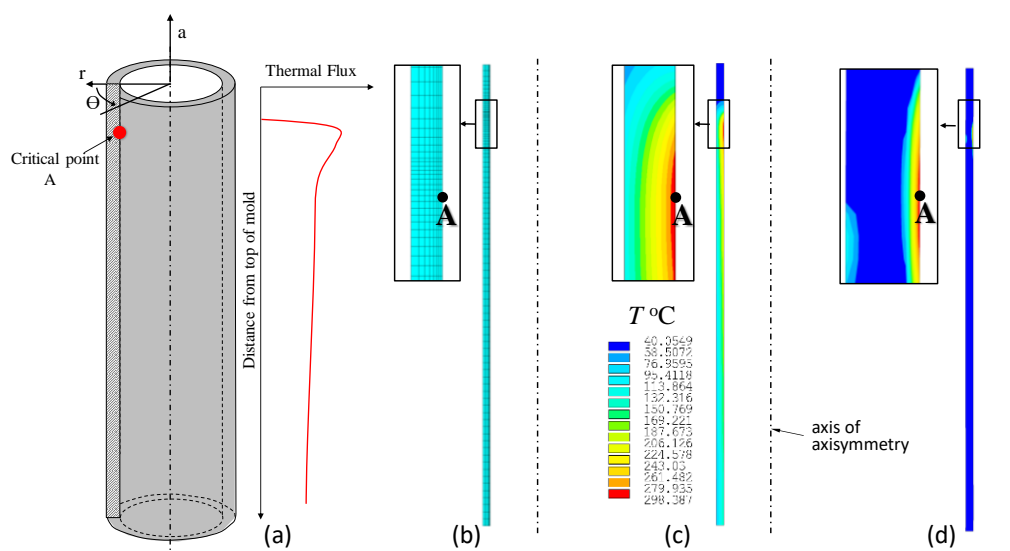 a
r
Θ
Critical point
A
Thermal Flux
Distance from top of mold
(a)
A
(b)
A
T °C
40.0549
58.5072
76.9595
95.4118
113.864
132.316
150.769
169.221
187.673
206.126
224.578
243.03
261.482
279.935
298.387
(c)
A
axis of
axisymmetry
(d)